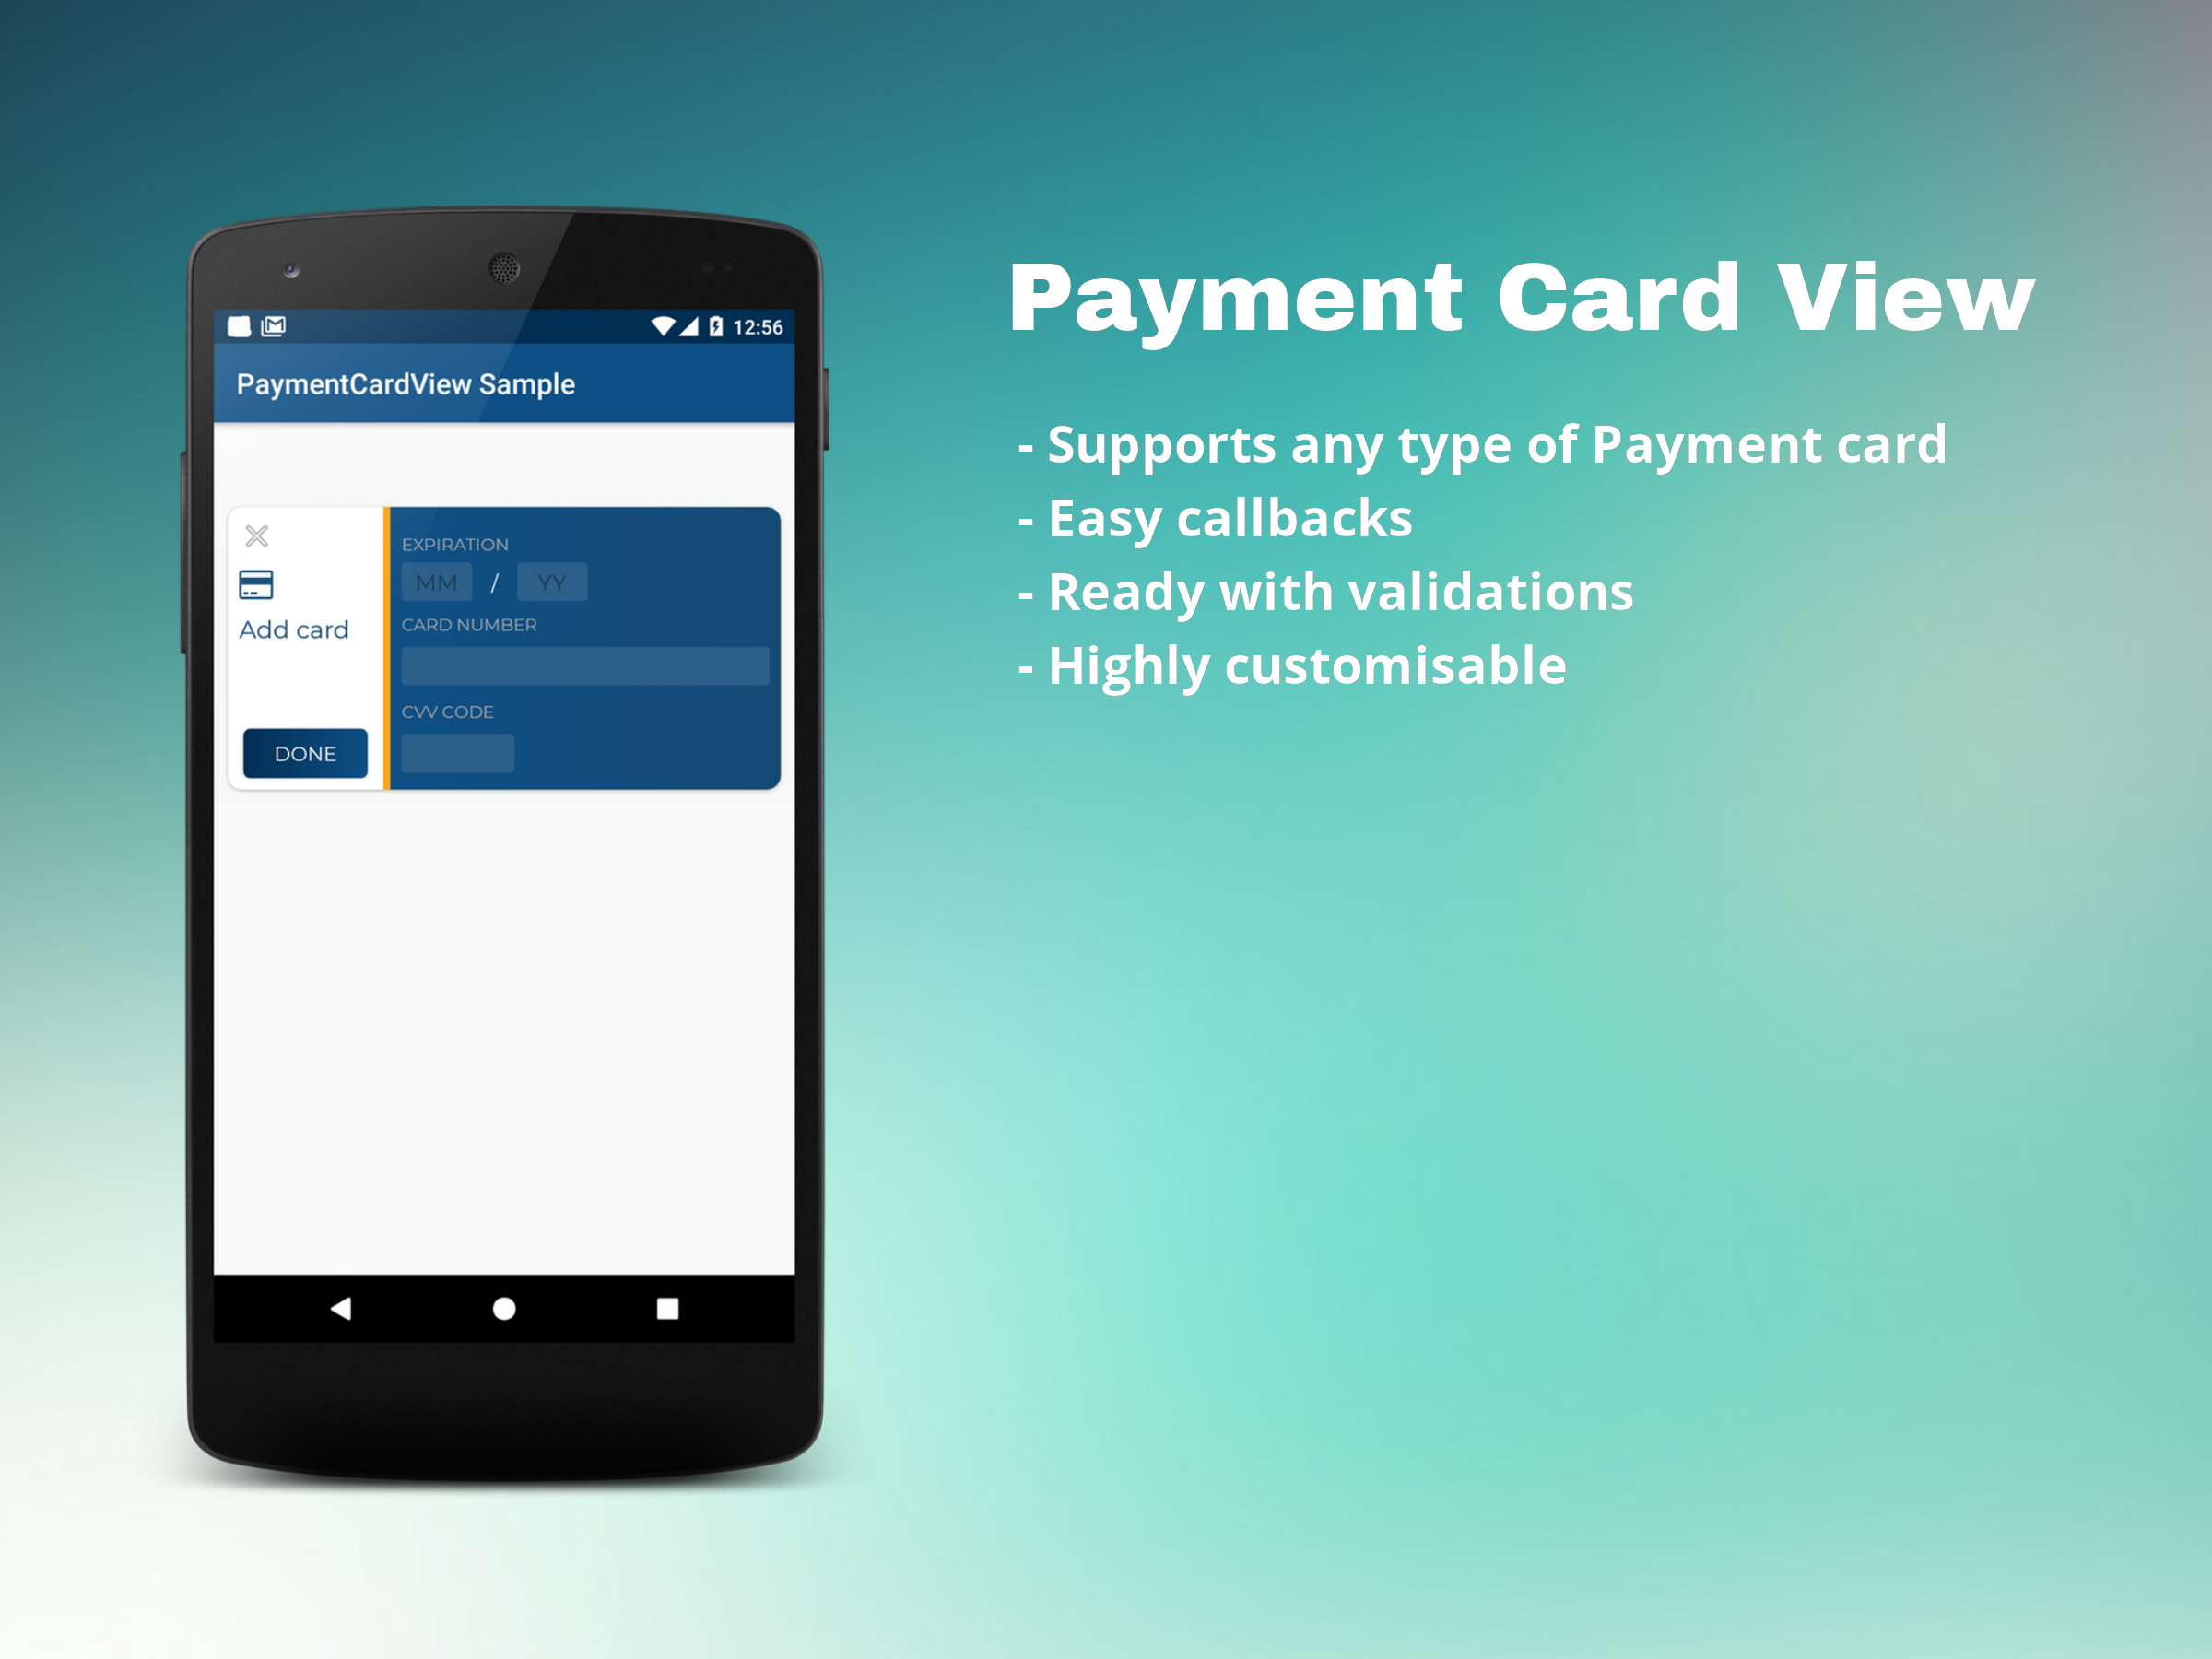 12:56
PaymentCardView Sample
EXPIRATION
MM / YY
Add card
CARD NUMBER
CVV CODE
DONE
Payment Card View
- Supports any type of Payment card
- Easy callbacks
- Ready with validations
- Highly customisable